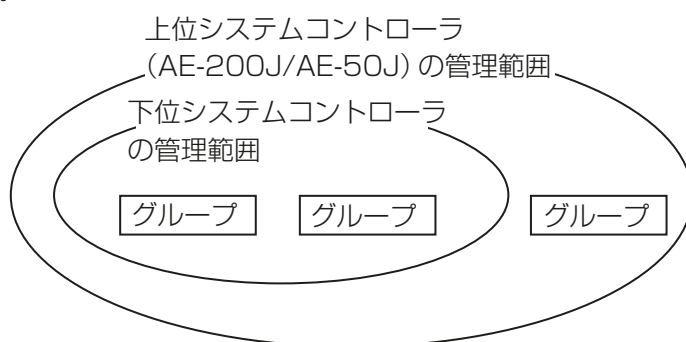 上位システムコントローラ
（AE-200J/AE-50J）の管理範囲
下位システムコントローラ
の管理範囲
グループ グループ グループ